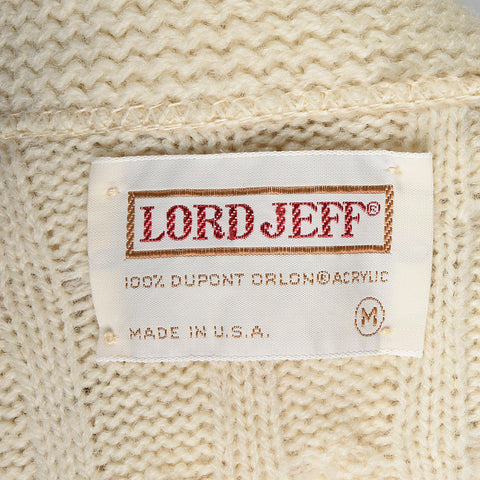 LORD JEFF®
100% DUPONT ORLON® ACRYLIC
M
MADE IN U.S.A.